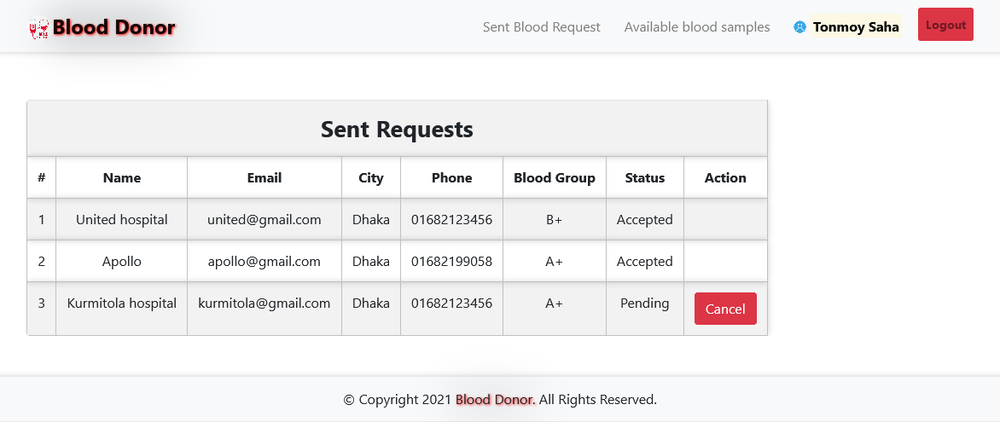 Blood Donor Sent Blood Request Available blood samples Tonmoy Saha Logout
Sent Requests
# Name Email City Phone Blood Group Status Action
1 United hospital united@gmail.com Dhaka 01682123456 B+ Accepted
2 Apollo apollo@gmail.com Dhaka 01682199058 A+ Accepted
3 Kurmitola hospital kurmitola@gmail.com Dhaka 01682123456 A+ Pending Cancel
© Copyright 2021 Blood Donor. All Rights Reserved.